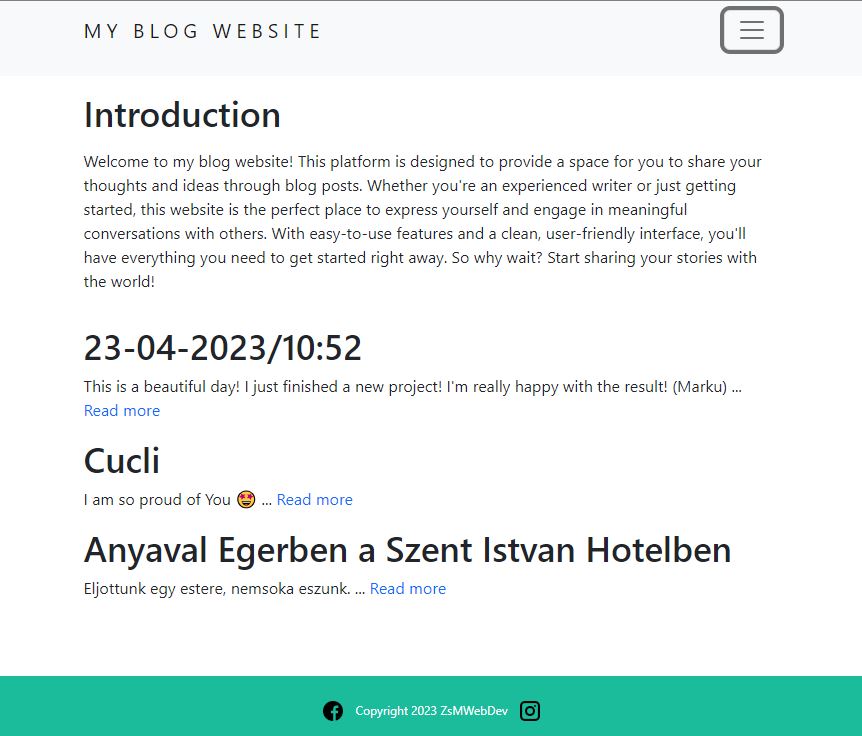 MY BLOG WEBSITE
Introduction
Welcome to my blog website! This platform is designed to provide a space for you to share your
thoughts and ideas through blog posts. Whether you're an experienced writer or just getting
started, this website is the perfect place to express yourself and engage in meaningful
conversations with others. With easy-to-use features and a clean, user-friendly interface, you'll
have everything you need to get started right away. So why wait? Start sharing your stories with
the world!
23-04-2023/10:52
This is a beautiful day! I just finished a new project! I'm really happy with the result! (Marku) ...
Read more
Cucli
I am so proud of You 🤩 ... Read more
Anyaval Egerben a Szent Istvan Hotelben
Eljottunk egy estere, nemsoka eszunk. ... Read more
Copyright 2023 ZsMWebDev